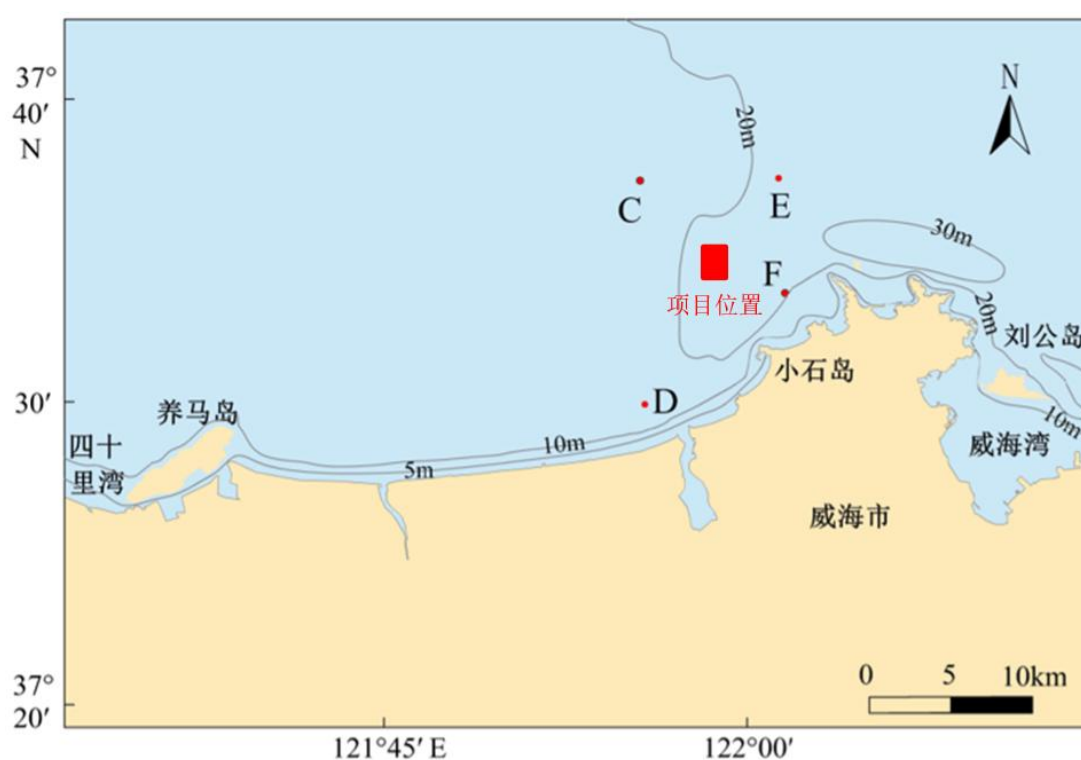 37°
40′
N
N
20m
C
E
30m
F
项目位置
20m
刘公岛
小石岛
30′
养马岛
D
10m
四十
里湾
10m
5m
威海湾
威海市
37°
20′
0 5 10km
121°45′ E
122°00′